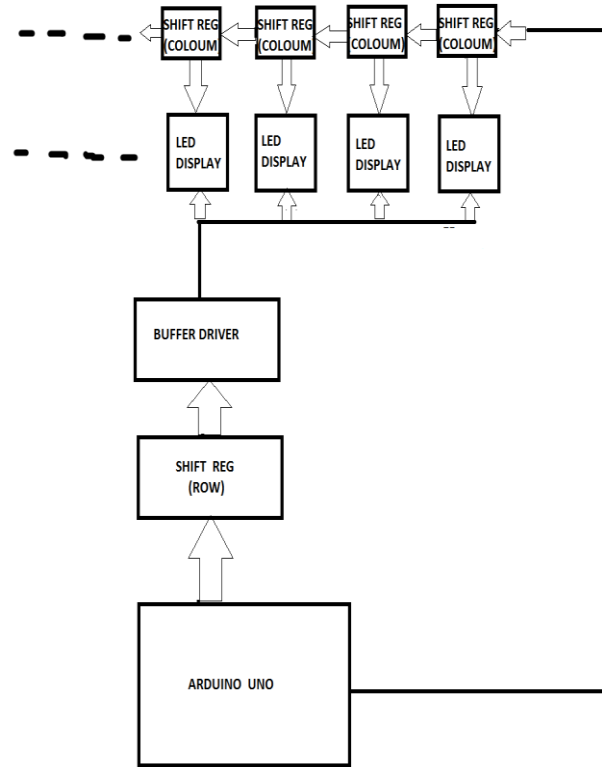 SHIFT REG
(COLOUM
SHIFT REG
(COLOUM
SHIFT REG
(COLOUM)
SHIFT REG
(COLOUM)
LED
DISPLAY
LED
DISPLAY
LED
DISPLAY
LED
DISPLAY
BUFFER DRIVER
SHIFT REG
(ROW)
ARDUINO UNO